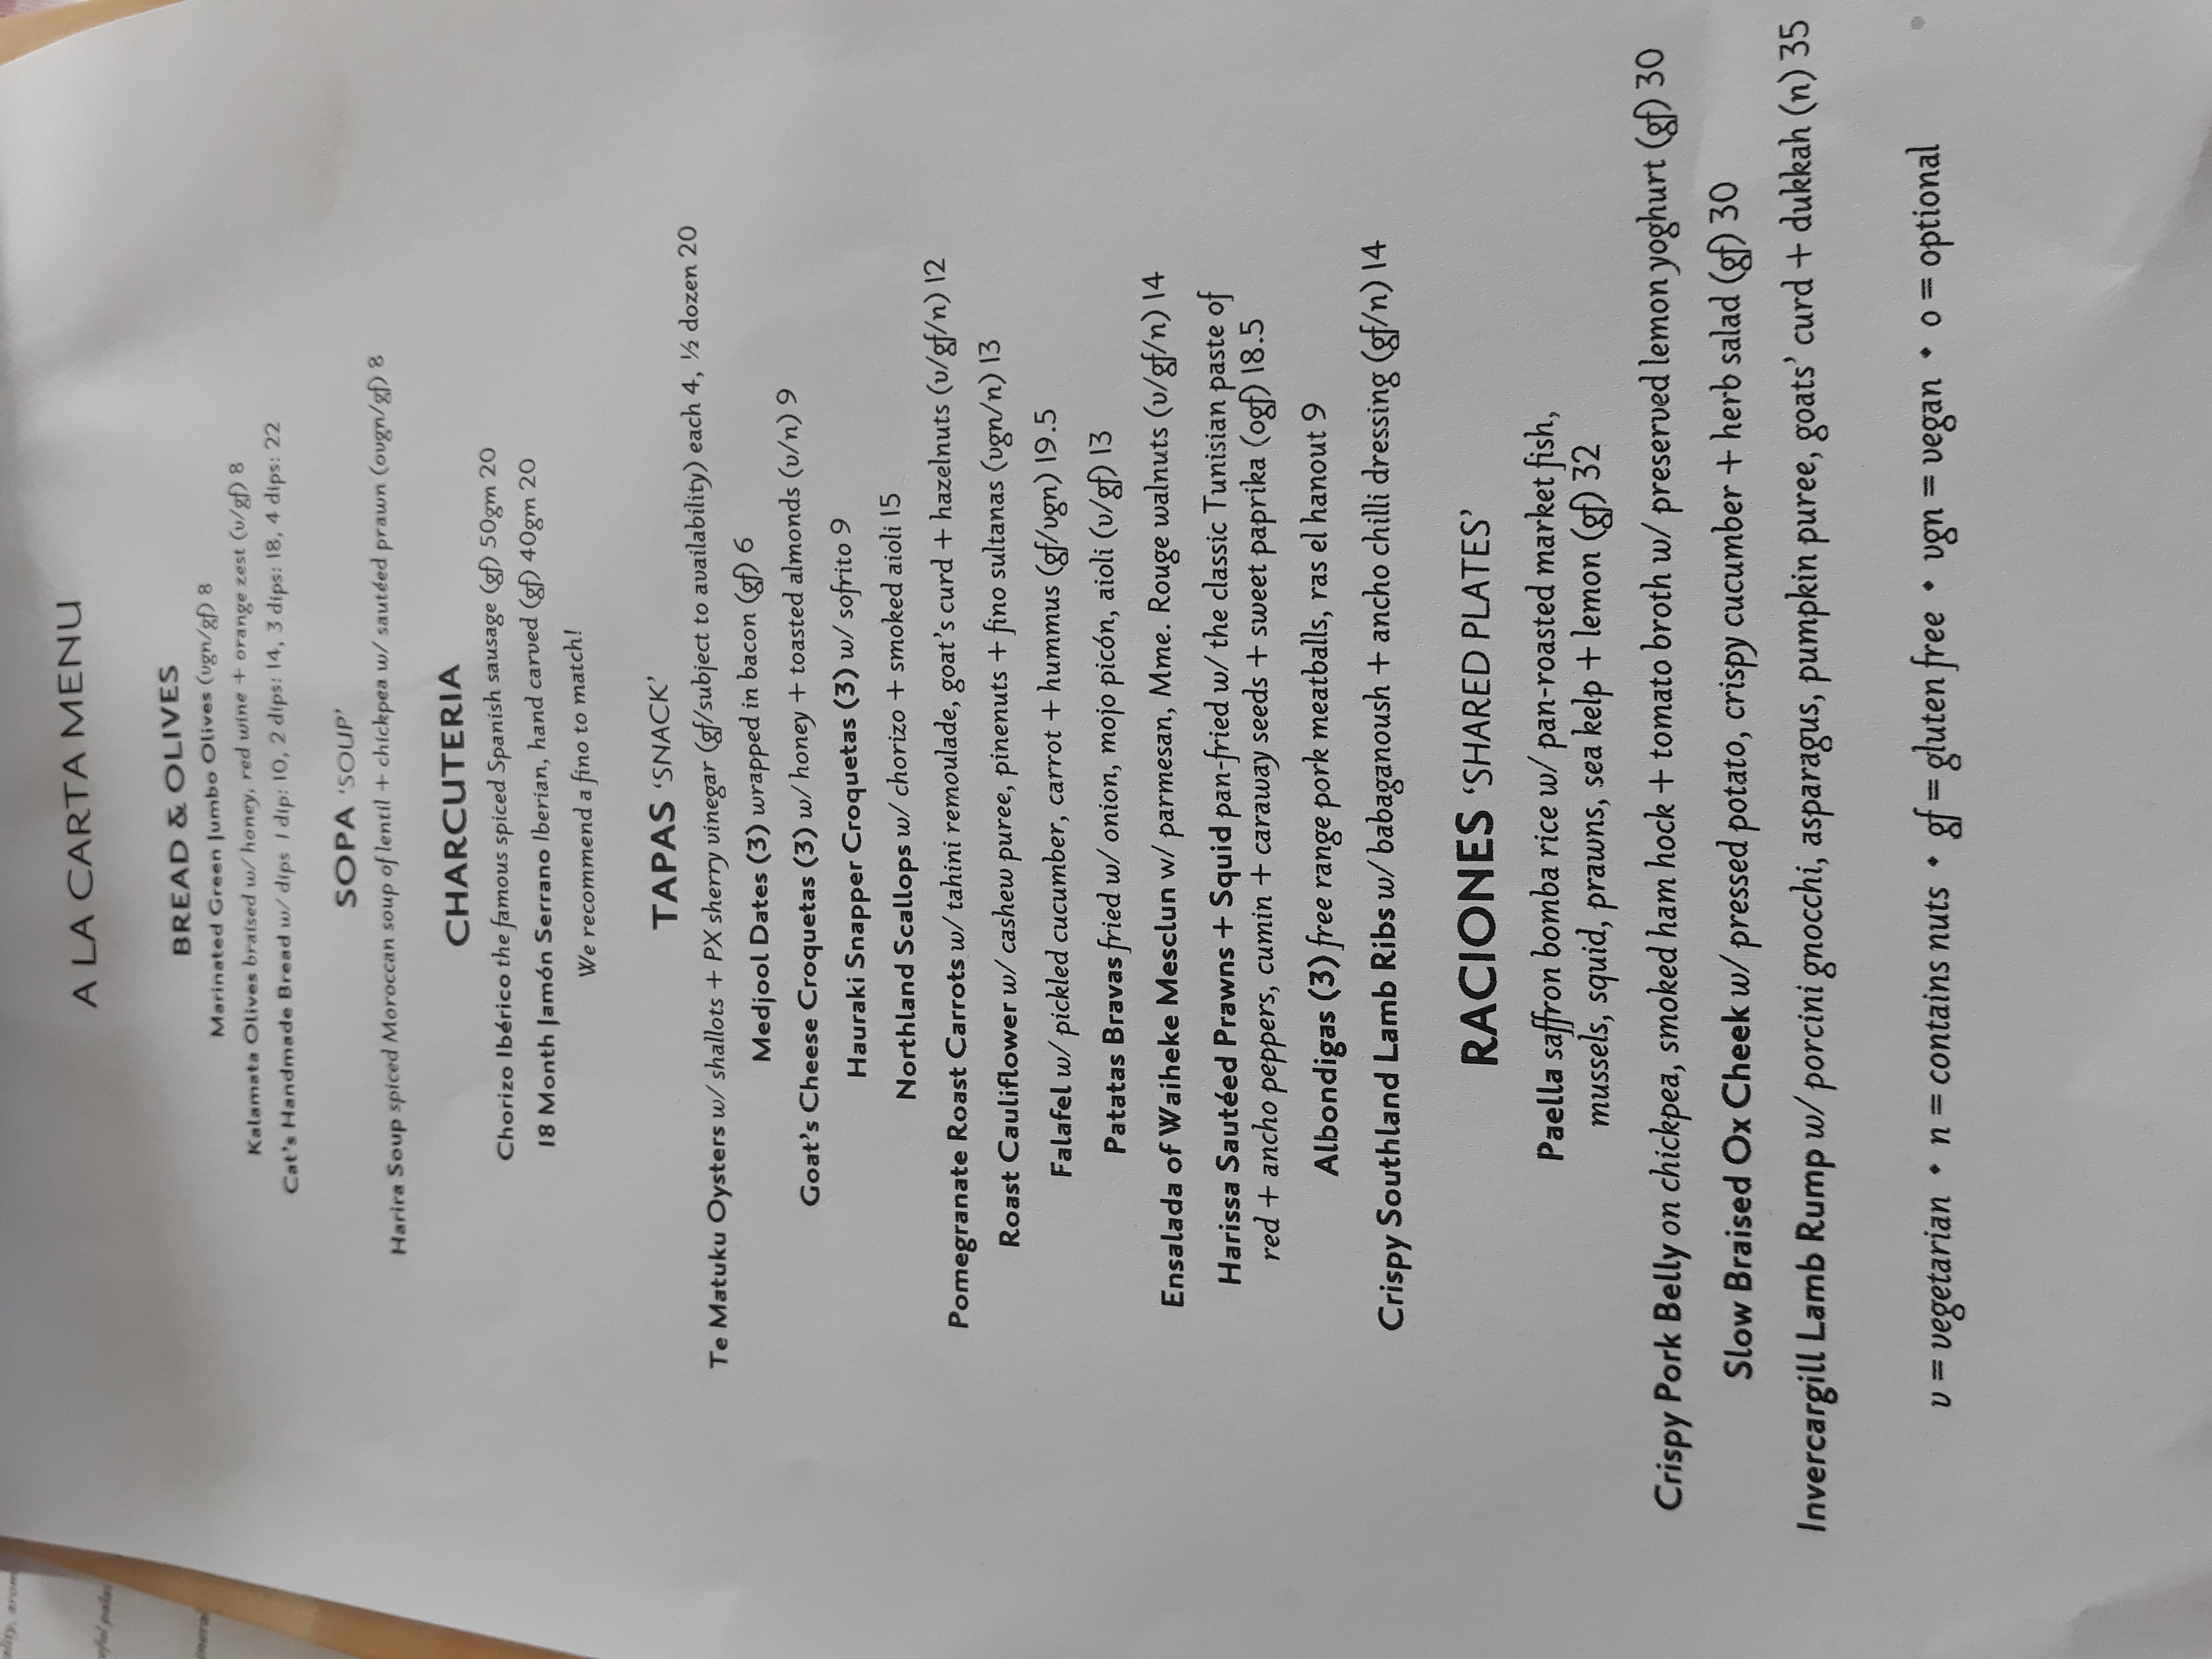 ality, arom
eful palat
ineral
A LA CARTA MENU
BREAD & OLIVES
Marinated Green Jumbo Olives (vgn/gf) 8
Kalamata Olives braised w/ honey, red wine + orange zest (v/gf) 8
Cat's Handmade Bread w/ dips 1 dip: 10, 2 dips: 14, 3 dips: 18, 4 dips: 22
SOPA 'SOUP'
Harira Soup spiced Moroccan soup of lentil + chickpea w/ sautéed prawn (ovgn/gf) 8
CHARCUTERIA
Chorizo Ibérico the famous spiced Spanish sausage (gf) 50gm 20
18 Month Jamón Serrano Iberian, hand carved (gf) 40gm 20
We recommend a fino to match!
TAPAS 'SNACK'
Te Matuku Oysters w/ shallots + PX sherry vinegar (gf/subject to availability) each 4, ½ dozen 20
Medjool Dates (3) wrapped in bacon (gf) 6
Goat's Cheese Croquetas (3) w/ honey + toasted almonds (v/n) 9
Hauraki Snapper Croquetas (3) w/ sofrito 9
Northland Scallops w/ chorizo + smoked aioli 15
Pomegranate Roast Carrots w/ tahini remoulade, goat's curd + hazelnuts (v/gf/n) 12
Roast Cauliflower w/ cashew puree, pinenuts + fino sultanas (vgn/n) 13
Falafel w/ pickled cucumber, carrot + hummus (gf/vgn) 19.5
Patatas Bravas fried w/ onion, mojo picón, aioli (v/gf) 13
Ensalada of Waiheke Mesclun w/ parmesan, Mme. Rouge walnuts (v/gf/n) 14
Harissa Sautéed Prawns + Squid pan-fried w/ the classic Tunisian paste of
red + ancho peppers, cumin + caraway seeds + sweet paprika (ogf) 18.5
Albondigas (3) free range pork meatballs, ras el hanout 9
Crispy Southland Lamb Ribs w/ babaganoush + ancho chilli dressing (gf/n) 14
RACIONES 'SHARED PLATES'
Paella saffron bomba rice w/ pan-roasted market fish,
mussels, squid, prawns, sea kelp + lemon (gf) 32
Crispy Pork Belly on chickpea, smoked ham hock + tomato broth w/ preserved lemon yoghurt (gf) 30
Slow Braised Ox Cheek w/ pressed potato, crispy cucumber + herb salad (gf) 30
Invercargill Lamb Rump w/ porcini gnocchi, asparagus, pumpkin puree, goats' curd + dukkah (n) 35
v = vegetarian • n = contains nuts • gf = gluten free • vgn = vegan • o = optional